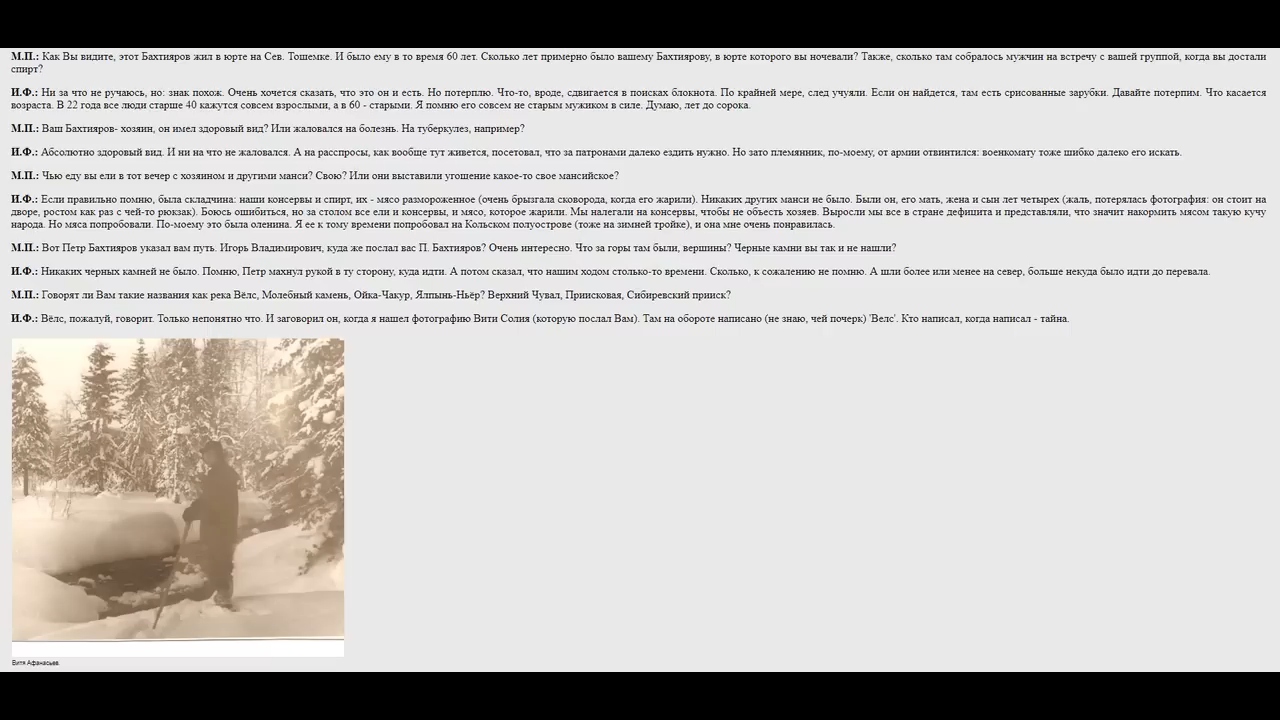 М.П.: Как Вы видите, этот Бахтияров жил в юрте на Сев. Тошемке. И было ему в то время 60 лет. Сколько лет примерно было вашему Бахтиярову, в юрте которого вы ночевали? Также, сколько там собралось мужчин на встречу с вашей группой, когда вы достали
спирт?
И.Ф.: Ни за что не ручаюсь, но: знак похож. Очень хочется сказать, что это он и есть. Но потерплю. Что-то, вроде, сдвигается в поисках блокнота. По крайней мере, след учуяли. Если он найдется, там есть срисованные зарубки. Давайте потерпим. Что касается
возраста. В 22 года все люди старше 40 кажутся совсем взрослыми, а в 60 - старыми. Я помню его совсем не старым мужиком в силе. Думаю, лет до сорока.
М.П.: Ваш Бахтияров- хозяин, он имел здоровый вид? Или жаловался на болезнь. На туберкулез, например?
И.Ф.: Абсолютно здоровый вид. И ни на что не жаловался. А на расспросы, как вообще тут живется, посетовал, что за патронами далеко ездить нужно. Но зато племянник, по-моему, от армии отвинтился: военкомату тоже шибко далеко его искать.
М.П.: Чью еду вы ели в тот вечер с хозяином и другими манси? Свою? Или они выставили угощение какое-то свое мансийское?
И.Ф.: Если правильно помню, была складчина: наши консервы и спирт, их - мясо размороженное (очень брызгала сковорода, когда его жарили). Никаких других манси не было. Были он, его мать, жена и сын лет четырех (жаль, потерялась фотография: он стоит на
дворе, ростом как раз с чей-то рюкзак). Боюсь ошибиться, но за столом все ели и консервы, и мясо, которое жарили. Мы налегали на консервы, чтобы не объесть хозяев. Выросли мы все в стране дефицита и представляли, что значит накормить мясом такую кучу
народа. Но мяса попробовали. По-моему это была оленина. Я ее к тому времени попробовал на Кольском полуострове (тоже на зимней тройке), и она мне очень понравилась.
М.П.: Вот Петр Бахтияров указал вам путь. Игорь Владимирович, куда же послал вас П. Бахтияров? Очень интересно. Что за горы там были, вершины? Черные камни вы так и не нашли?
И.Ф.: Никаких черных камней не было. Помню, Петр махнул рукой в ту сторону, куда идти. А потом сказал, что нашим ходом столько-то времени. Сколько, к сожалению не помню. А шли более или менее на север, больше некуда было идти до перевала.
М.П.: Говорят ли Вам такие названия как река Вёлс, Молебный камень, Ойка-Чакур, Ялпынь-Ньёр? Верхний Чувал, Приисковая, Сибиревский прииск?
И.Ф.: Вёлс, пожалуй, говорит. Только непонятно что. И заговорил он, когда я нашел фотографию Вити Солия (которую послал Вам). Там на обороте написано (не знаю, чей почерк) 'Велс'. Кто написал, когда написал - тайна.
Витя Афанасьев.